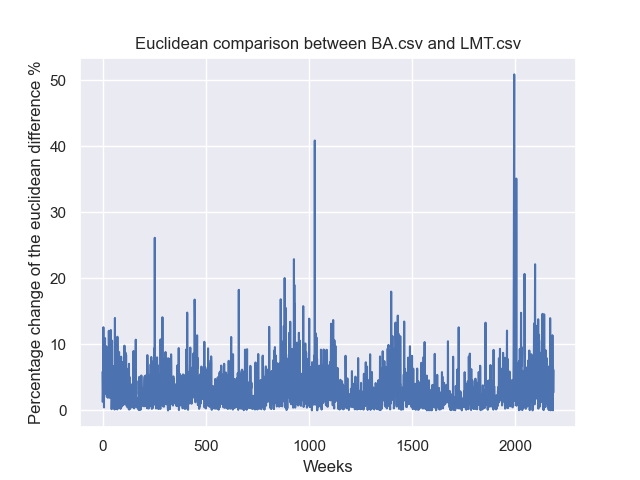 Euclidean comparison between BA.csv and LMT.csv
Percentage change of the euclidean difference %
50
40
30
20
10
0
0 500 1000 1500 2000
Weeks